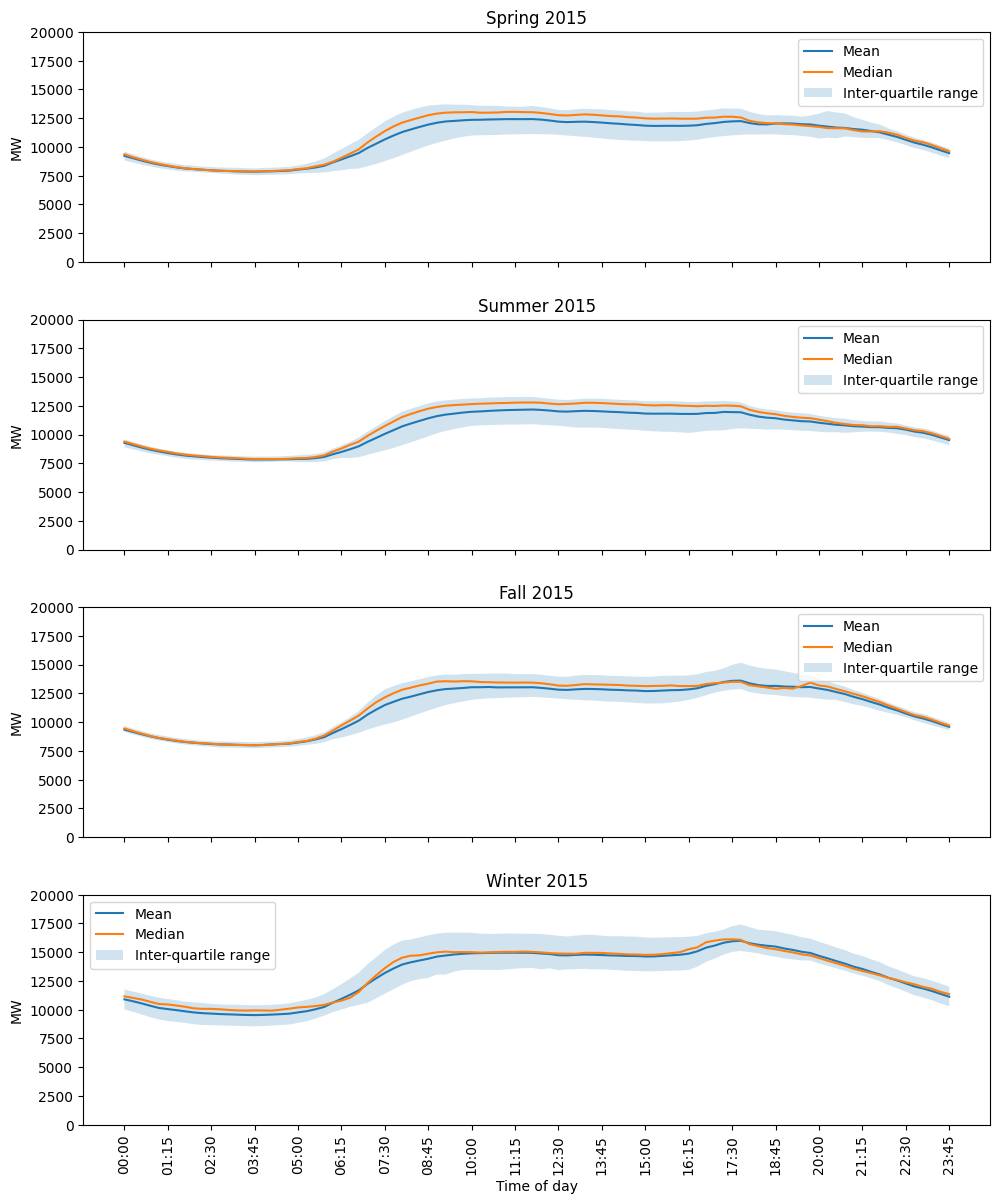 Spring 2015
20000
17500
15000
12500
10000
7500
5000
2500
0
MW
Mean
Median
Inter-quartile range
Summer 2015
20000
17500
15000
12500
10000
7500
5000
2500
0
MW
Mean
Median
Inter-quartile range
Fall 2015
20000
17500
15000
12500
10000
7500
5000
2500
0
MW
Mean
Median
Inter-quartile range
Winter 2015
20000
17500
15000
12500
10000
7500
5000
2500
0
MW
Mean
Median
Inter-quartile range
00:00
01:15
02:30
03:45
05:00
06:15
07:30
08:45
10:00
11:15
12:30
13:45
15:00
16:15
17:30
18:45
20:00
21:15
22:30
23:45
Time of day